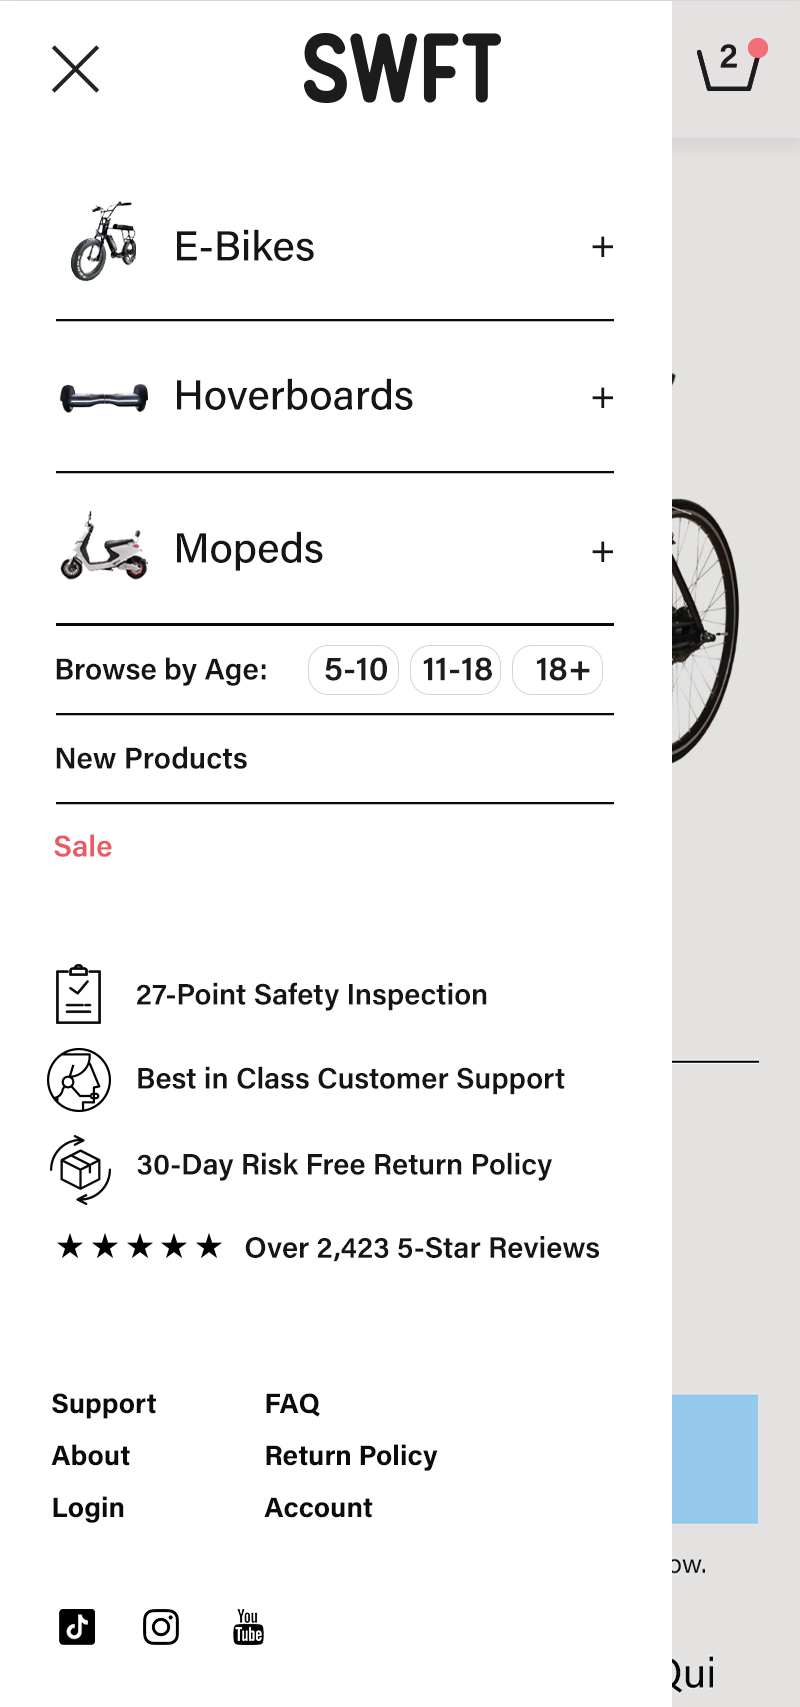 SWFT
2
E-Bikes +
Hoverboards +
Mopeds +
Browse by Age: 5-10 11-18 18+
New Products
Sale
27-Point Safety Inspection
Best in Class Customer Support
30-Day Risk Free Return Policy
★★★★★ Over 2,423 5-Star Reviews
Support FAQ
About Return Policy
Login Account
ow.
You
Tube
Qui